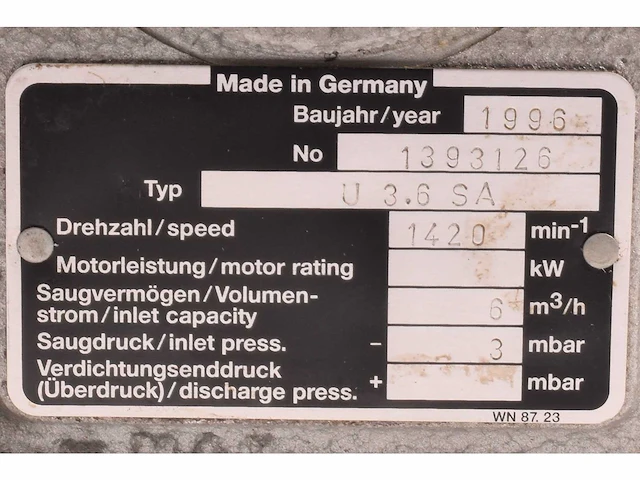 Made in Germany
Baujahr/year 1996
No 1393126
Typ U 3.6 SA
Drehzahl/speed 1420 min-1
Motorleistung/motor rating kW
Saugvermögen/Volumen-
strom/inlet capacity 6 m3/h
Saugdruck/inlet press. - 3 mbar
Verdichtungsenddruck
(Überdruck)/discharge press. + mbar
WN 87. 23